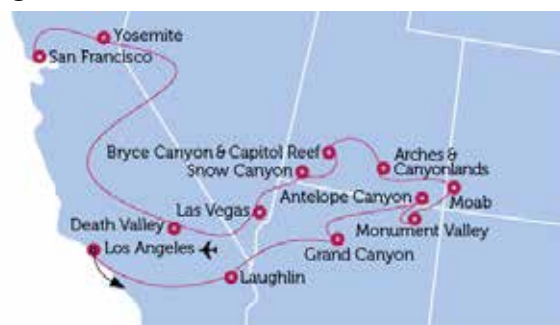 Yosemite
San Francisco
Bryce Canyon & Capitol Reef
Arches &
Canyonlands
Snow Canyon
Antelope Canyon
Moab
Las Vegas
Death Valley
Monument Valley
Los Angeles
Grand Canyon
Laughlin